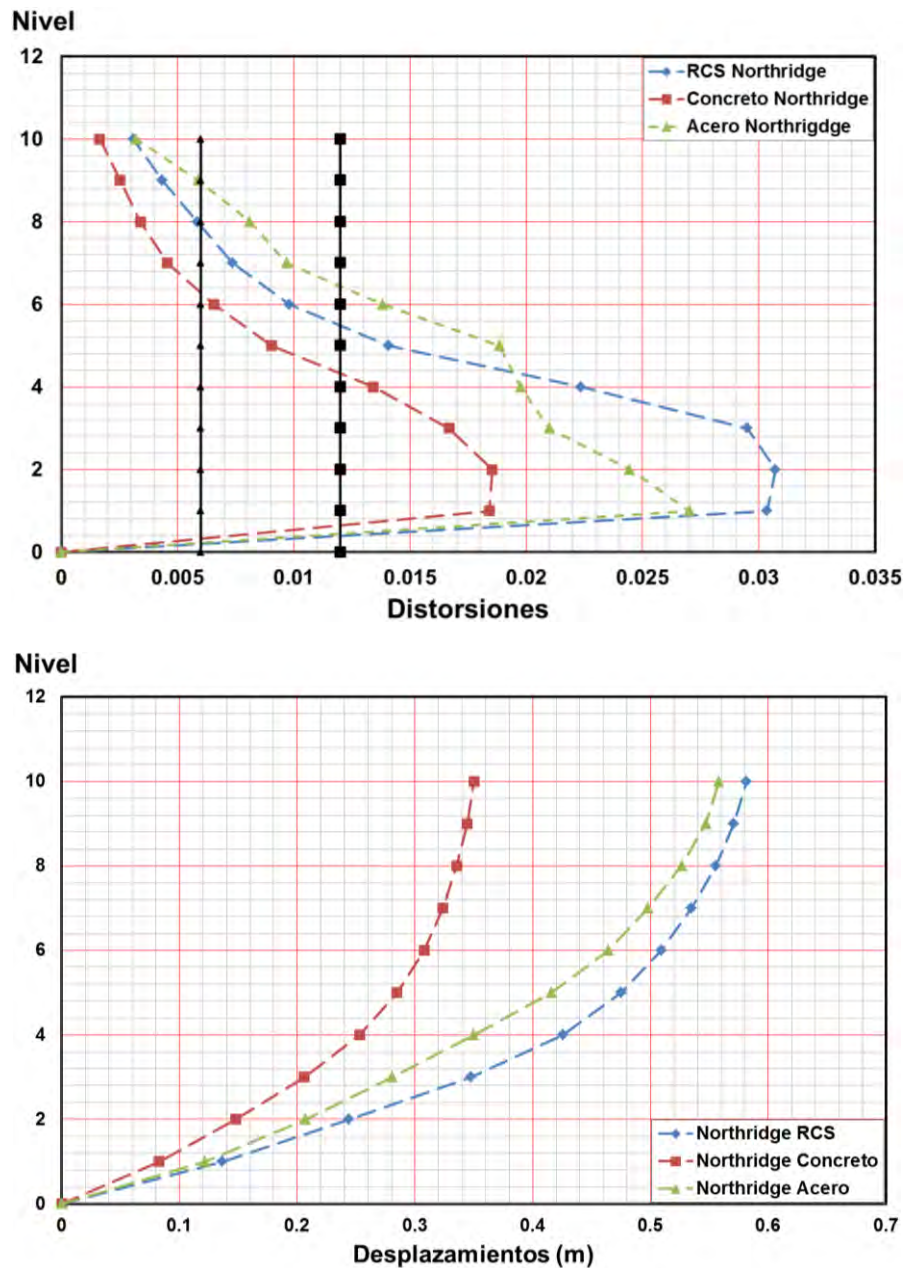 Nivel
12
RCS Northridge
Concreto Northridge
Acero Northrigdge
10
8
6
4
2
0
0 0.005 0.01 0.015 0.02 0.025 0.03 0.035
Distorsiones
Nivel
12
10
8
6
4
2
0
Northridge RCS
Northridge Concreto
Northridge Acero
0 0.1 0.2 0.3 0.4 0.5 0.6 0.7
Desplazamientos (m)